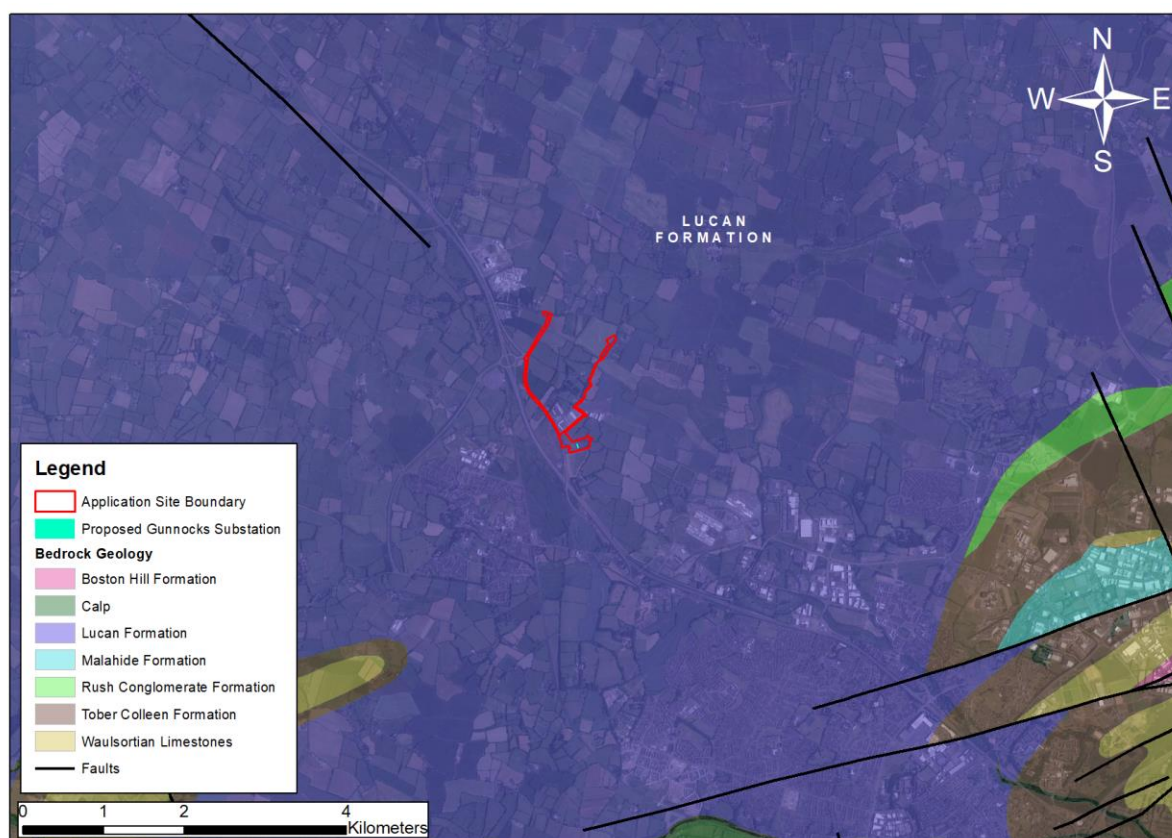 N
W E
S
LUCAN
FORMATION
Legend
Application Site Boundary
Proposed Gunnocks Substation
Bedrock Geology
Boston Hill Formation
Calp
Lucan Formation
Malahide Formation
Rush Conglomerate Formation
Tober Colleen Formation
Waulsortian Limestones
Faults
0 1 2 4
Kilometers